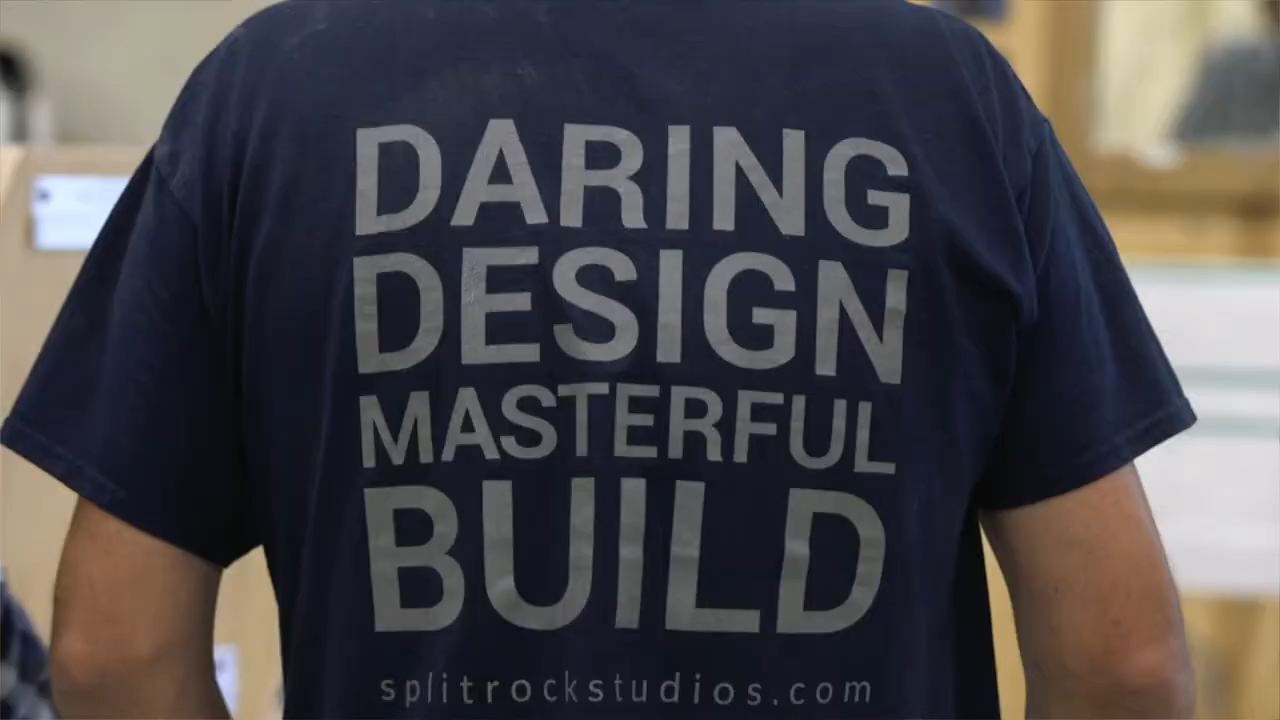 DARING
DESIGN
MASTERFUL
BUILD
splitrockstudios.com